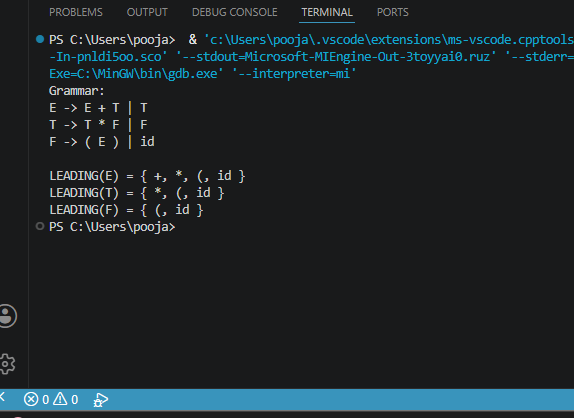 PROBLEMS OUTPUT DEBUG CONSOLE TERMINAL PORTS
PS C:\Users\pooja> & 'c:\Users\pooja\.vscode\extensions\ms-vscode.cpptools
-In-pnldi5oo.sco' '--stdout=Microsoft-MIEngine-Out-3toyyai0.ruz' '--stderr=
Exe=C:\MinGW\bin\gdb.exe' '--interpreter=mi'
Grammar:
E -> E + T | T
T -> T * F | F
F -> ( E ) | id
LEADING(E) = { +, *, (, id }
LEADING(T) = { *, (, id }
LEADING(F) = { (, id }
PS C:\Users\pooja>
0 0